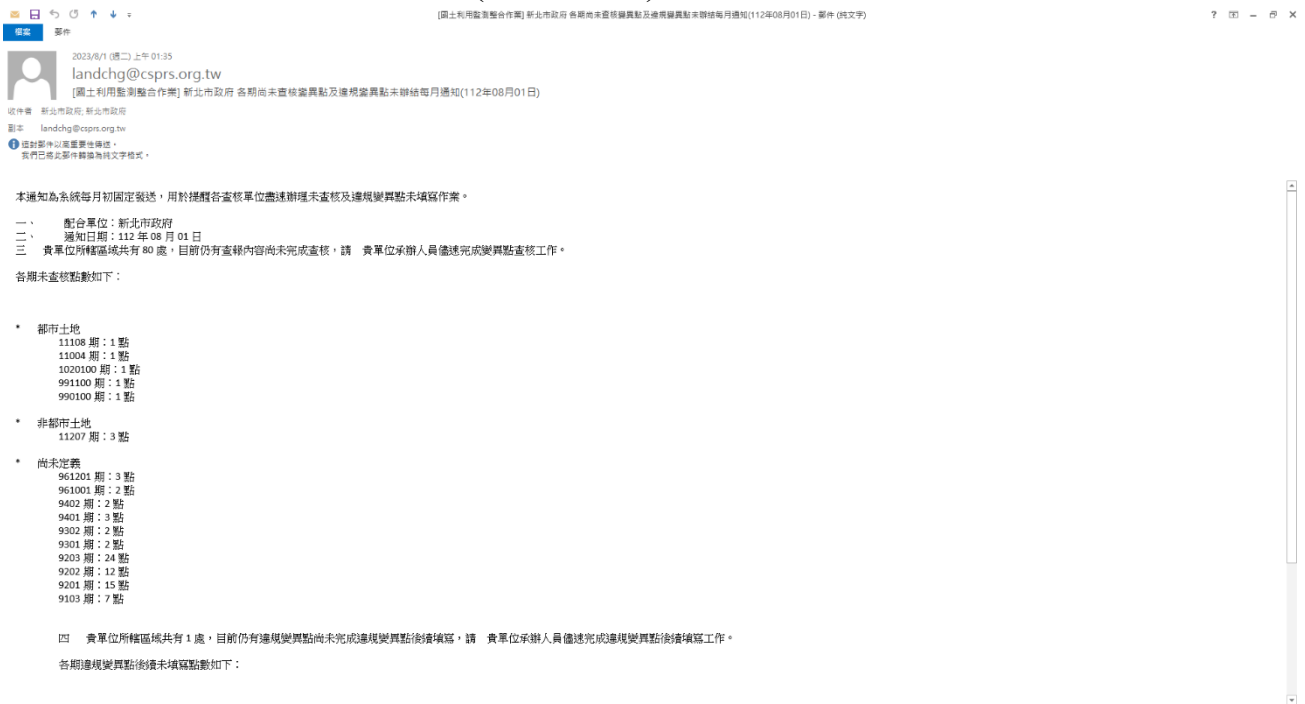 [國土利用監測整合作業] 新北市政府 各期尚未查核變異點及違規變異點未辦結每月通知(112年08月01日) - 郵件 (純文字)
檔案 郵件
2023/8/1 (週二) 上午 01:35
landchg@csprs.org.tw
[國土利用監測整合作業] 新北市政府 各期尚未查核變異點及違規變異點未辦結每月通知(112年08月01日)
收件者 新北市政府; 新北市政府
副本 landchg@csprs.org.tw
這封郵件以高重要性傳送。
我們已將此郵件轉換為純文字格式。
本通知為系統每月初固定發送，用於提醒各查核單位盡速辦理未查核及違規變異點未填寫作業。
一、 配合單位：新北市政府
二、 通知日期：112 年 08 月 01 日
三 貴單位所轄區域共有 80 處，目前仍有查報內容尚未完成查核，請 貴單位承辦人員儘速完成變異點查核工作。
各期未查核點數如下：
* 都市土地
11108 期：1 點
11004 期：1 點
1020100 期：1 點
991100 期：1 點
990100 期：1 點
* 非都市土地
11207 期：3 點
* 尚未定義
961201 期：3 點
961001 期：2 點
9402 期：2 點
9401 期：3 點
9302 期：2 點
9301 期：2 點
9203 期：24 點
9202 期：12 點
9201 期：15 點
9103 期：7 點
四 貴單位所轄區域共有 1 處，目前仍有違規變異點尚未完成違規變異點後續填寫，請 貴單位承辦人員儘速完成違規變異點後續填寫工作。
各期違規變異點後續未填寫點數如下：